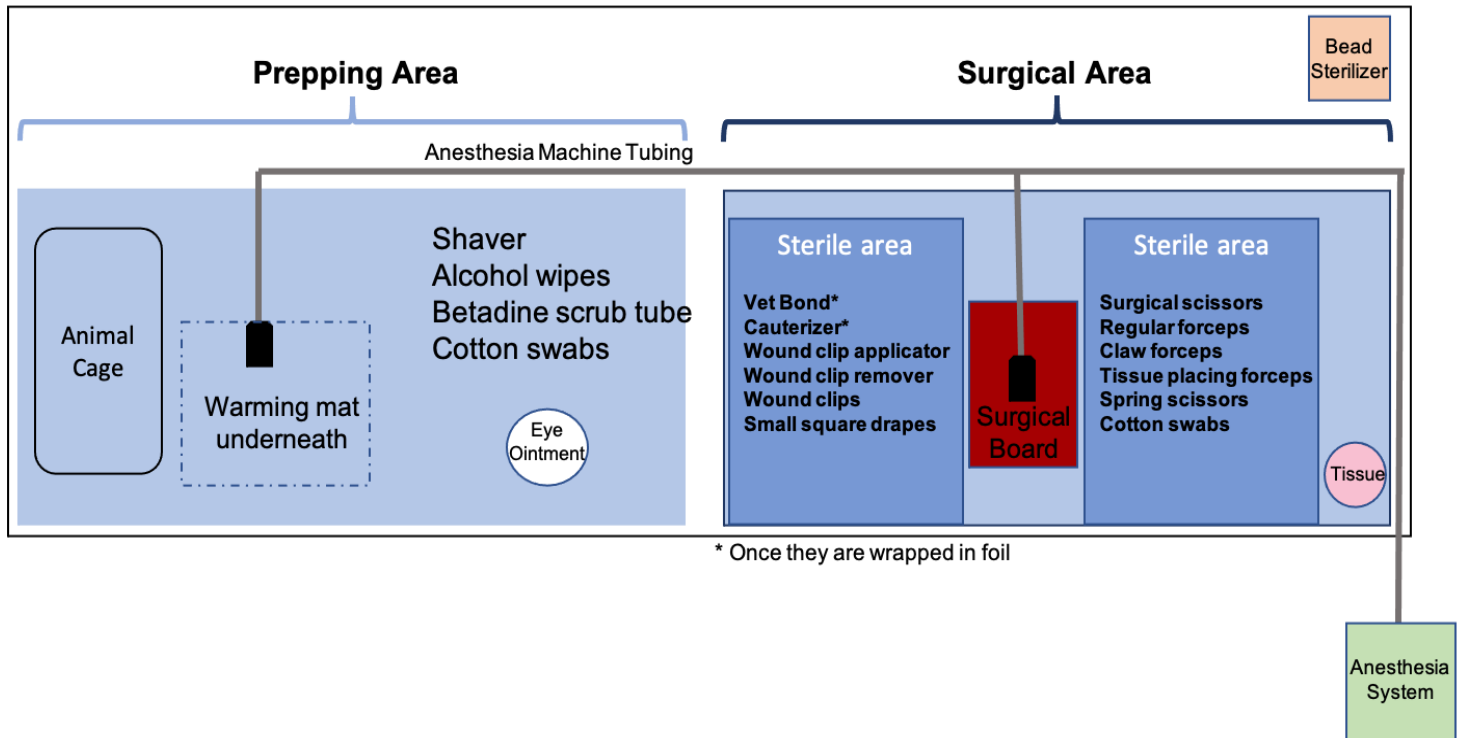 Prepping Area
Surgical Area
Bead
Sterilizer
Anesthesia Machine Tubing
Animal
Cage
Warming mat
underneath
Shaver
Alcohol wipes
Betadine scrub tube
Cotton swabs
Eye
Ointment
Sterile area
Vet Bond*
Cauterizer*
Wound clip applicator
Wound clip remover
Wound clips
Small square drapes
Surgical
Board
Sterile area
Surgical scissors
Regular forceps
Claw forceps
Tissue placing forceps
Spring scissors
Cotton swabs
Tissue
* Once they are wrapped in foil
Anesthesia
System